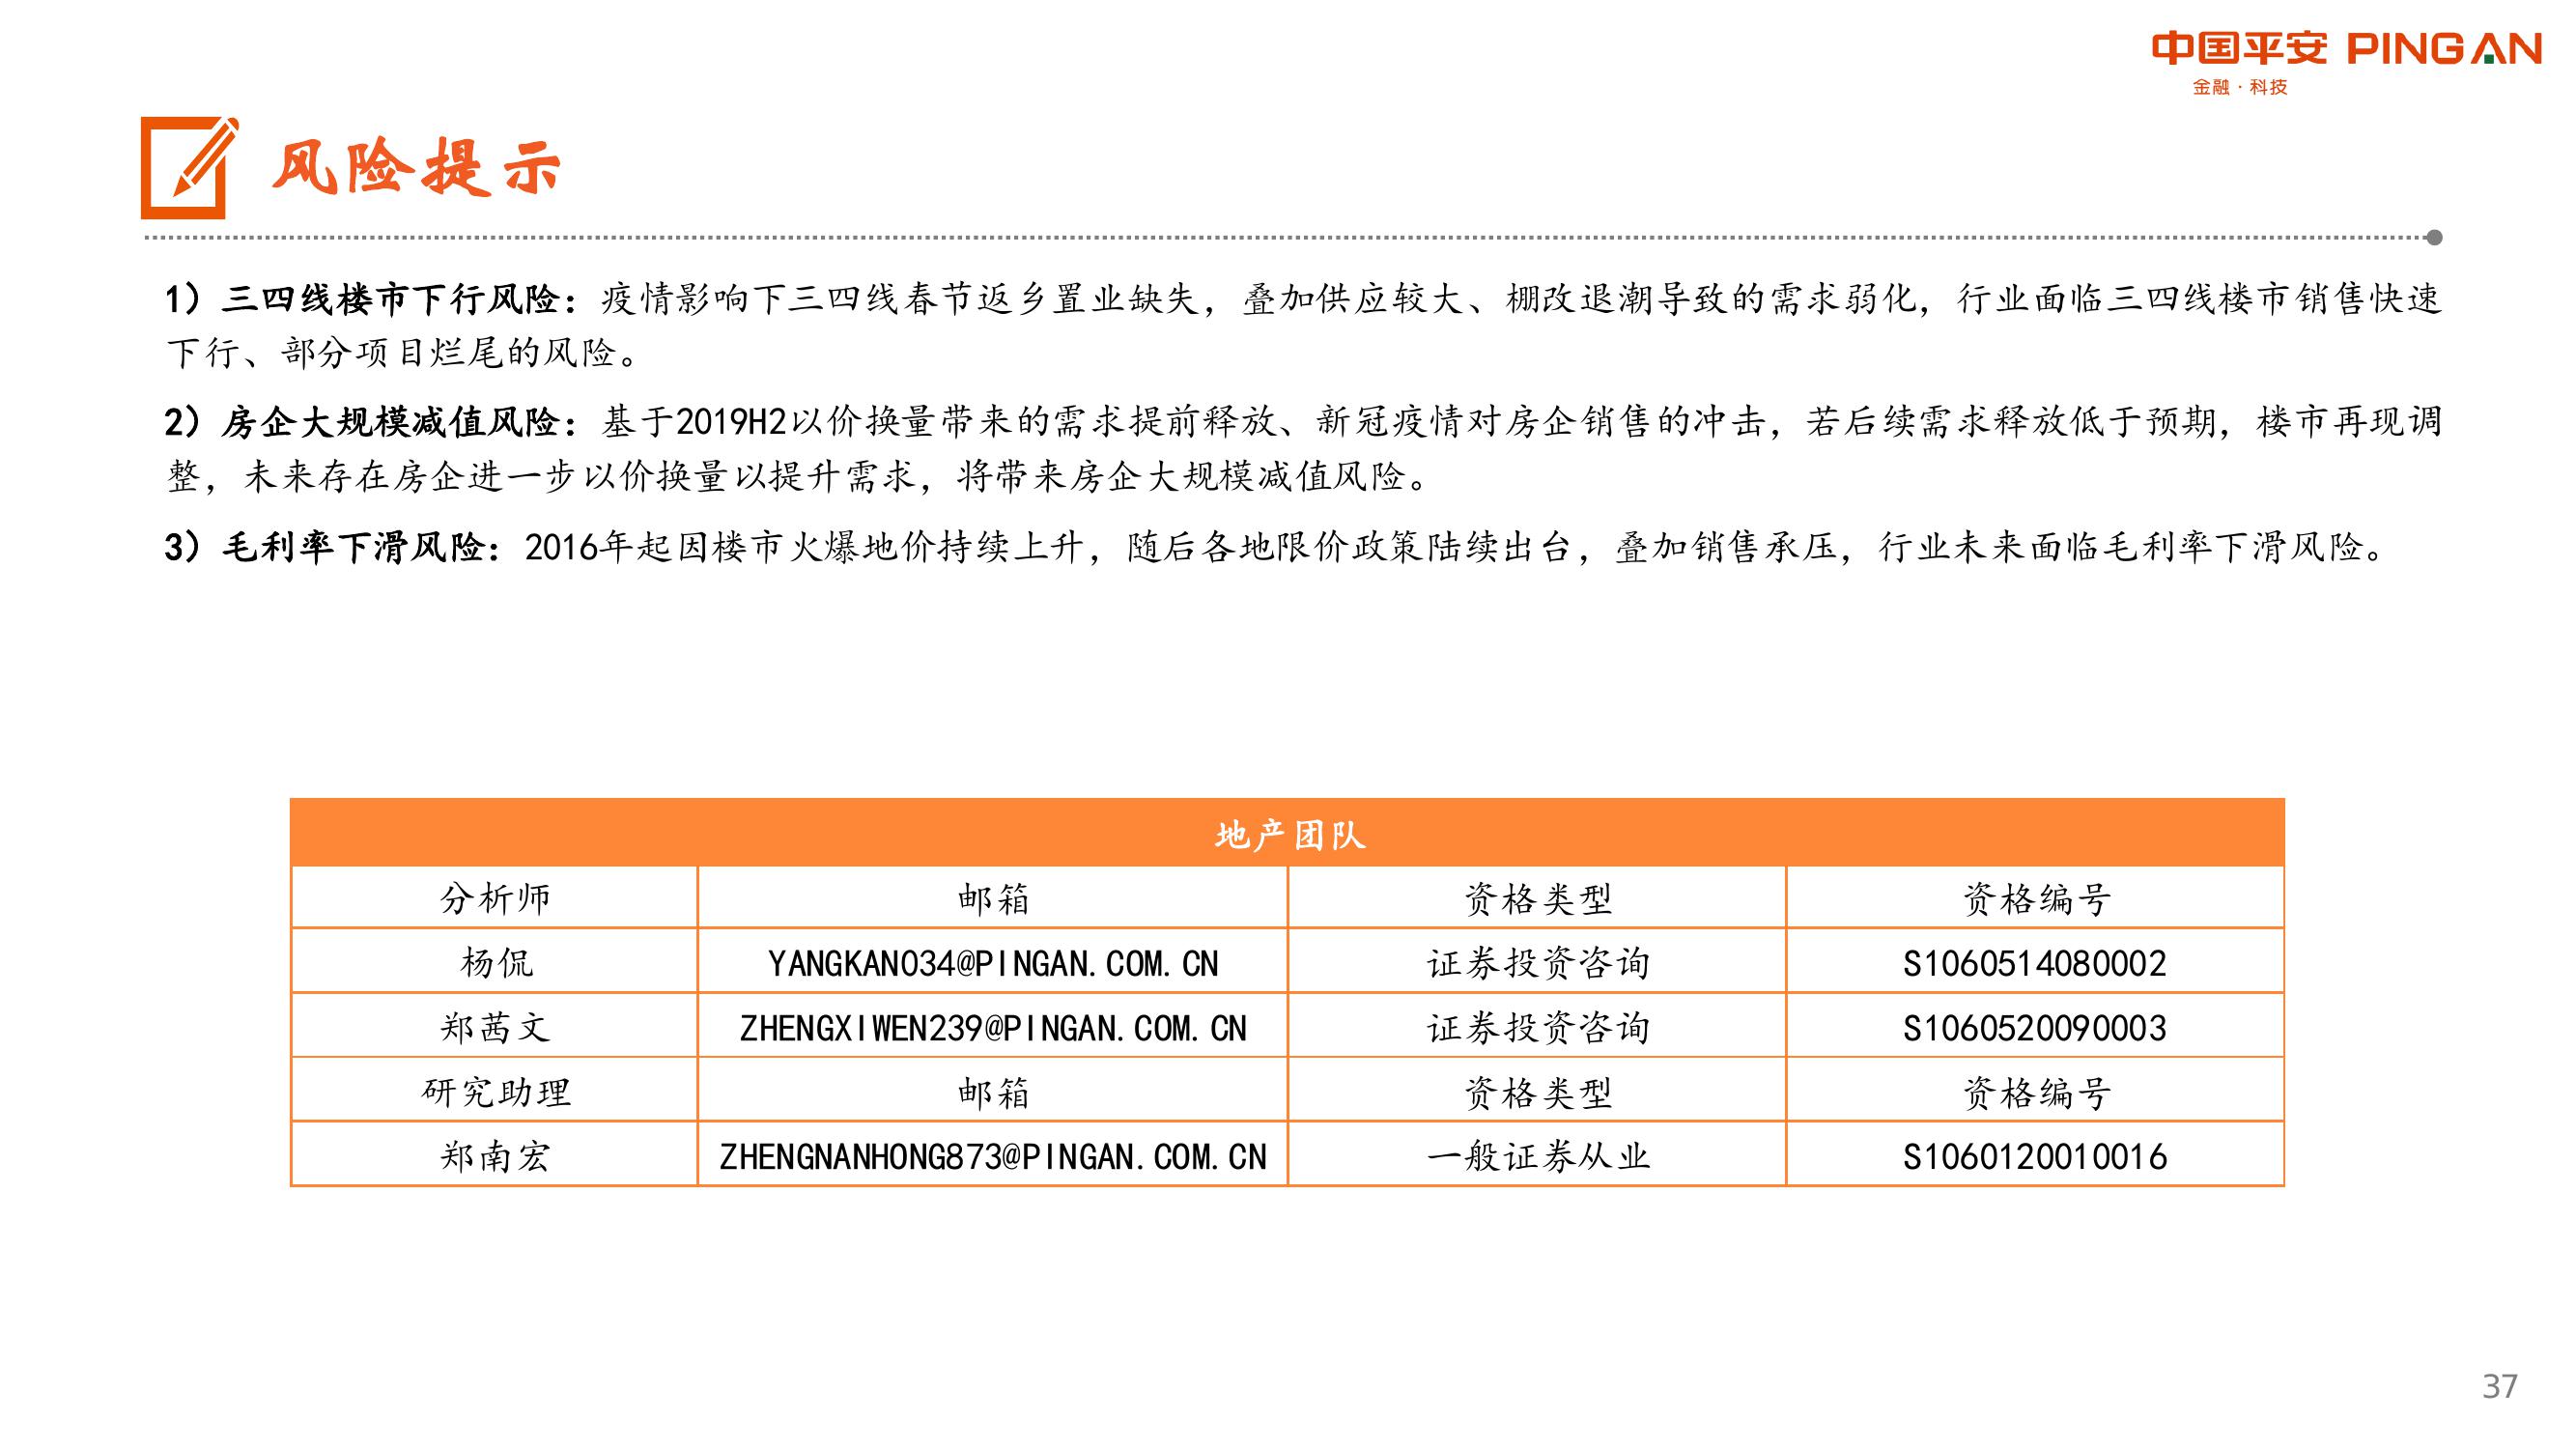 中国平安 PINGAN
金融·科技
风险提示
1）三四线楼市下行风险：疫情影响下三四线春节返乡置业缺失，叠加供应较大、棚改退潮导致的需求弱化，行业面临三四线楼市销售快速
下行、部分项目烂尾的风险。
2）房企大规模减值风险：基于2019H2以价换量带来的需求提前释放、新冠疫情对房企销售的冲击，若后续需求释放低于预期，楼市再现调
整，未来存在房企进一步以价换量以提升需求，将带来房企大规模减值风险。
3）毛利率下滑风险：2016年起因楼市火爆地价持续上升，随后各地限价政策陆续出台，叠加销售承压，行业未来面临毛利率下滑风险。
地产团队
分析师 邮箱 资格类型 资格编号
杨侃 YANGKAN034@PINGAN.COM.CN 证券投资咨询 S1060514080002
郑茜文 ZHENGXIWEN239@PINGAN.COM.CN 证券投资咨询 S1060520090003
研究助理 邮箱 资格类型 资格编号
郑南宏 ZHENGNANHONG873@PINGAN.COM.CN 一般证券从业 S1060120010016
37